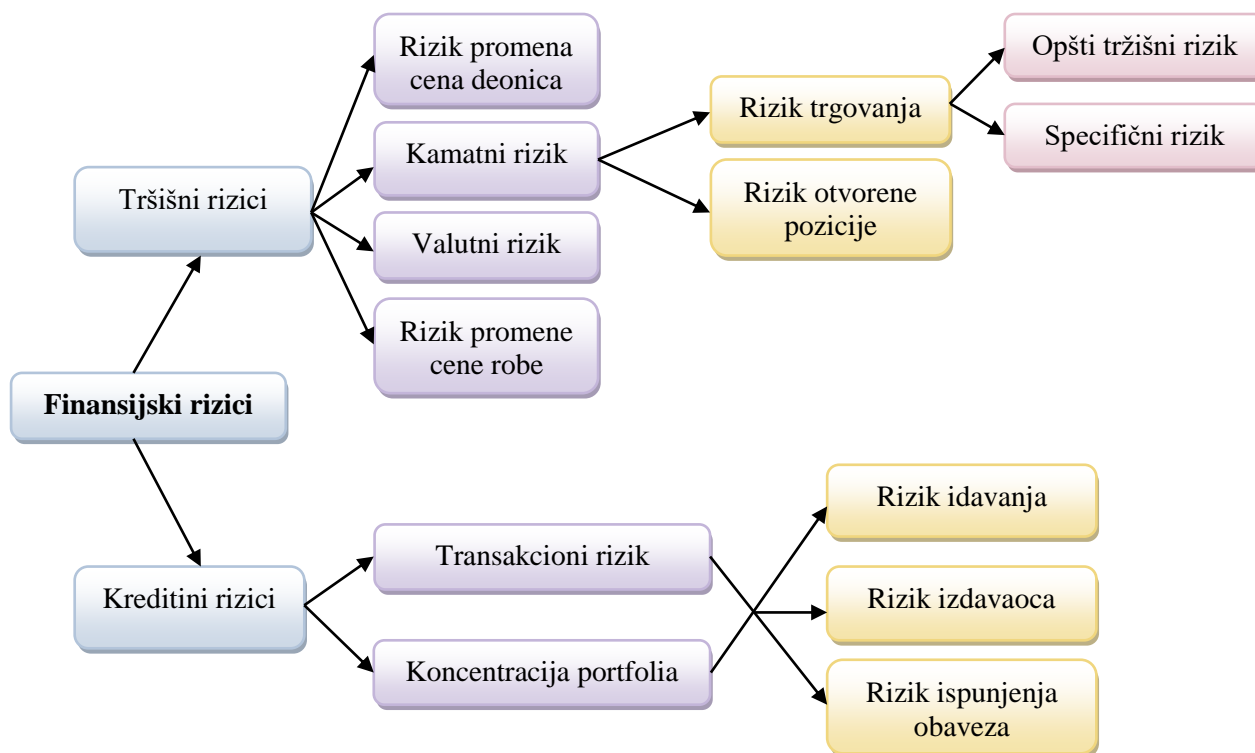 Rizik promena
cena deonica
Opšti tržišni rizik
Rizik trgovanja
Specifični rizik
Kamatni rizik
Tršišni rizici
Rizik otvorene
pozicije
Valutni rizik
Rizik promene
cene robe
Finansijski rizici
Rizik idavanja
Transakcioni rizik
Kreditini rizici
Rizik izdavaoca
Koncentracija portfolia
Rizik ispunjenja
obaveza